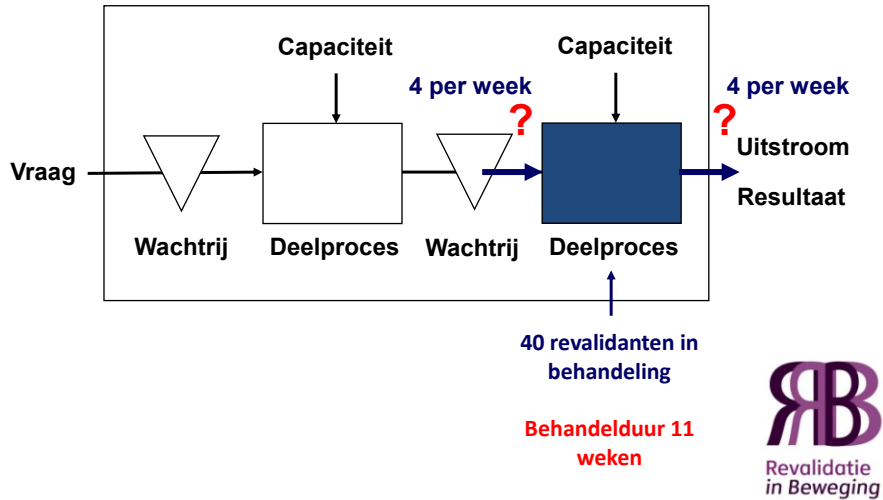 Capaciteit
Capaciteit
4 per week
4 per week
?
?
Vraag
Uitstroom
Resultaat
Wachtrij
Deelproces
Wachtrij
Deelproces
40 revalidanten in
behandeling
Behandelduur 11
weken
RRBB
Revalidatie
in Beweging